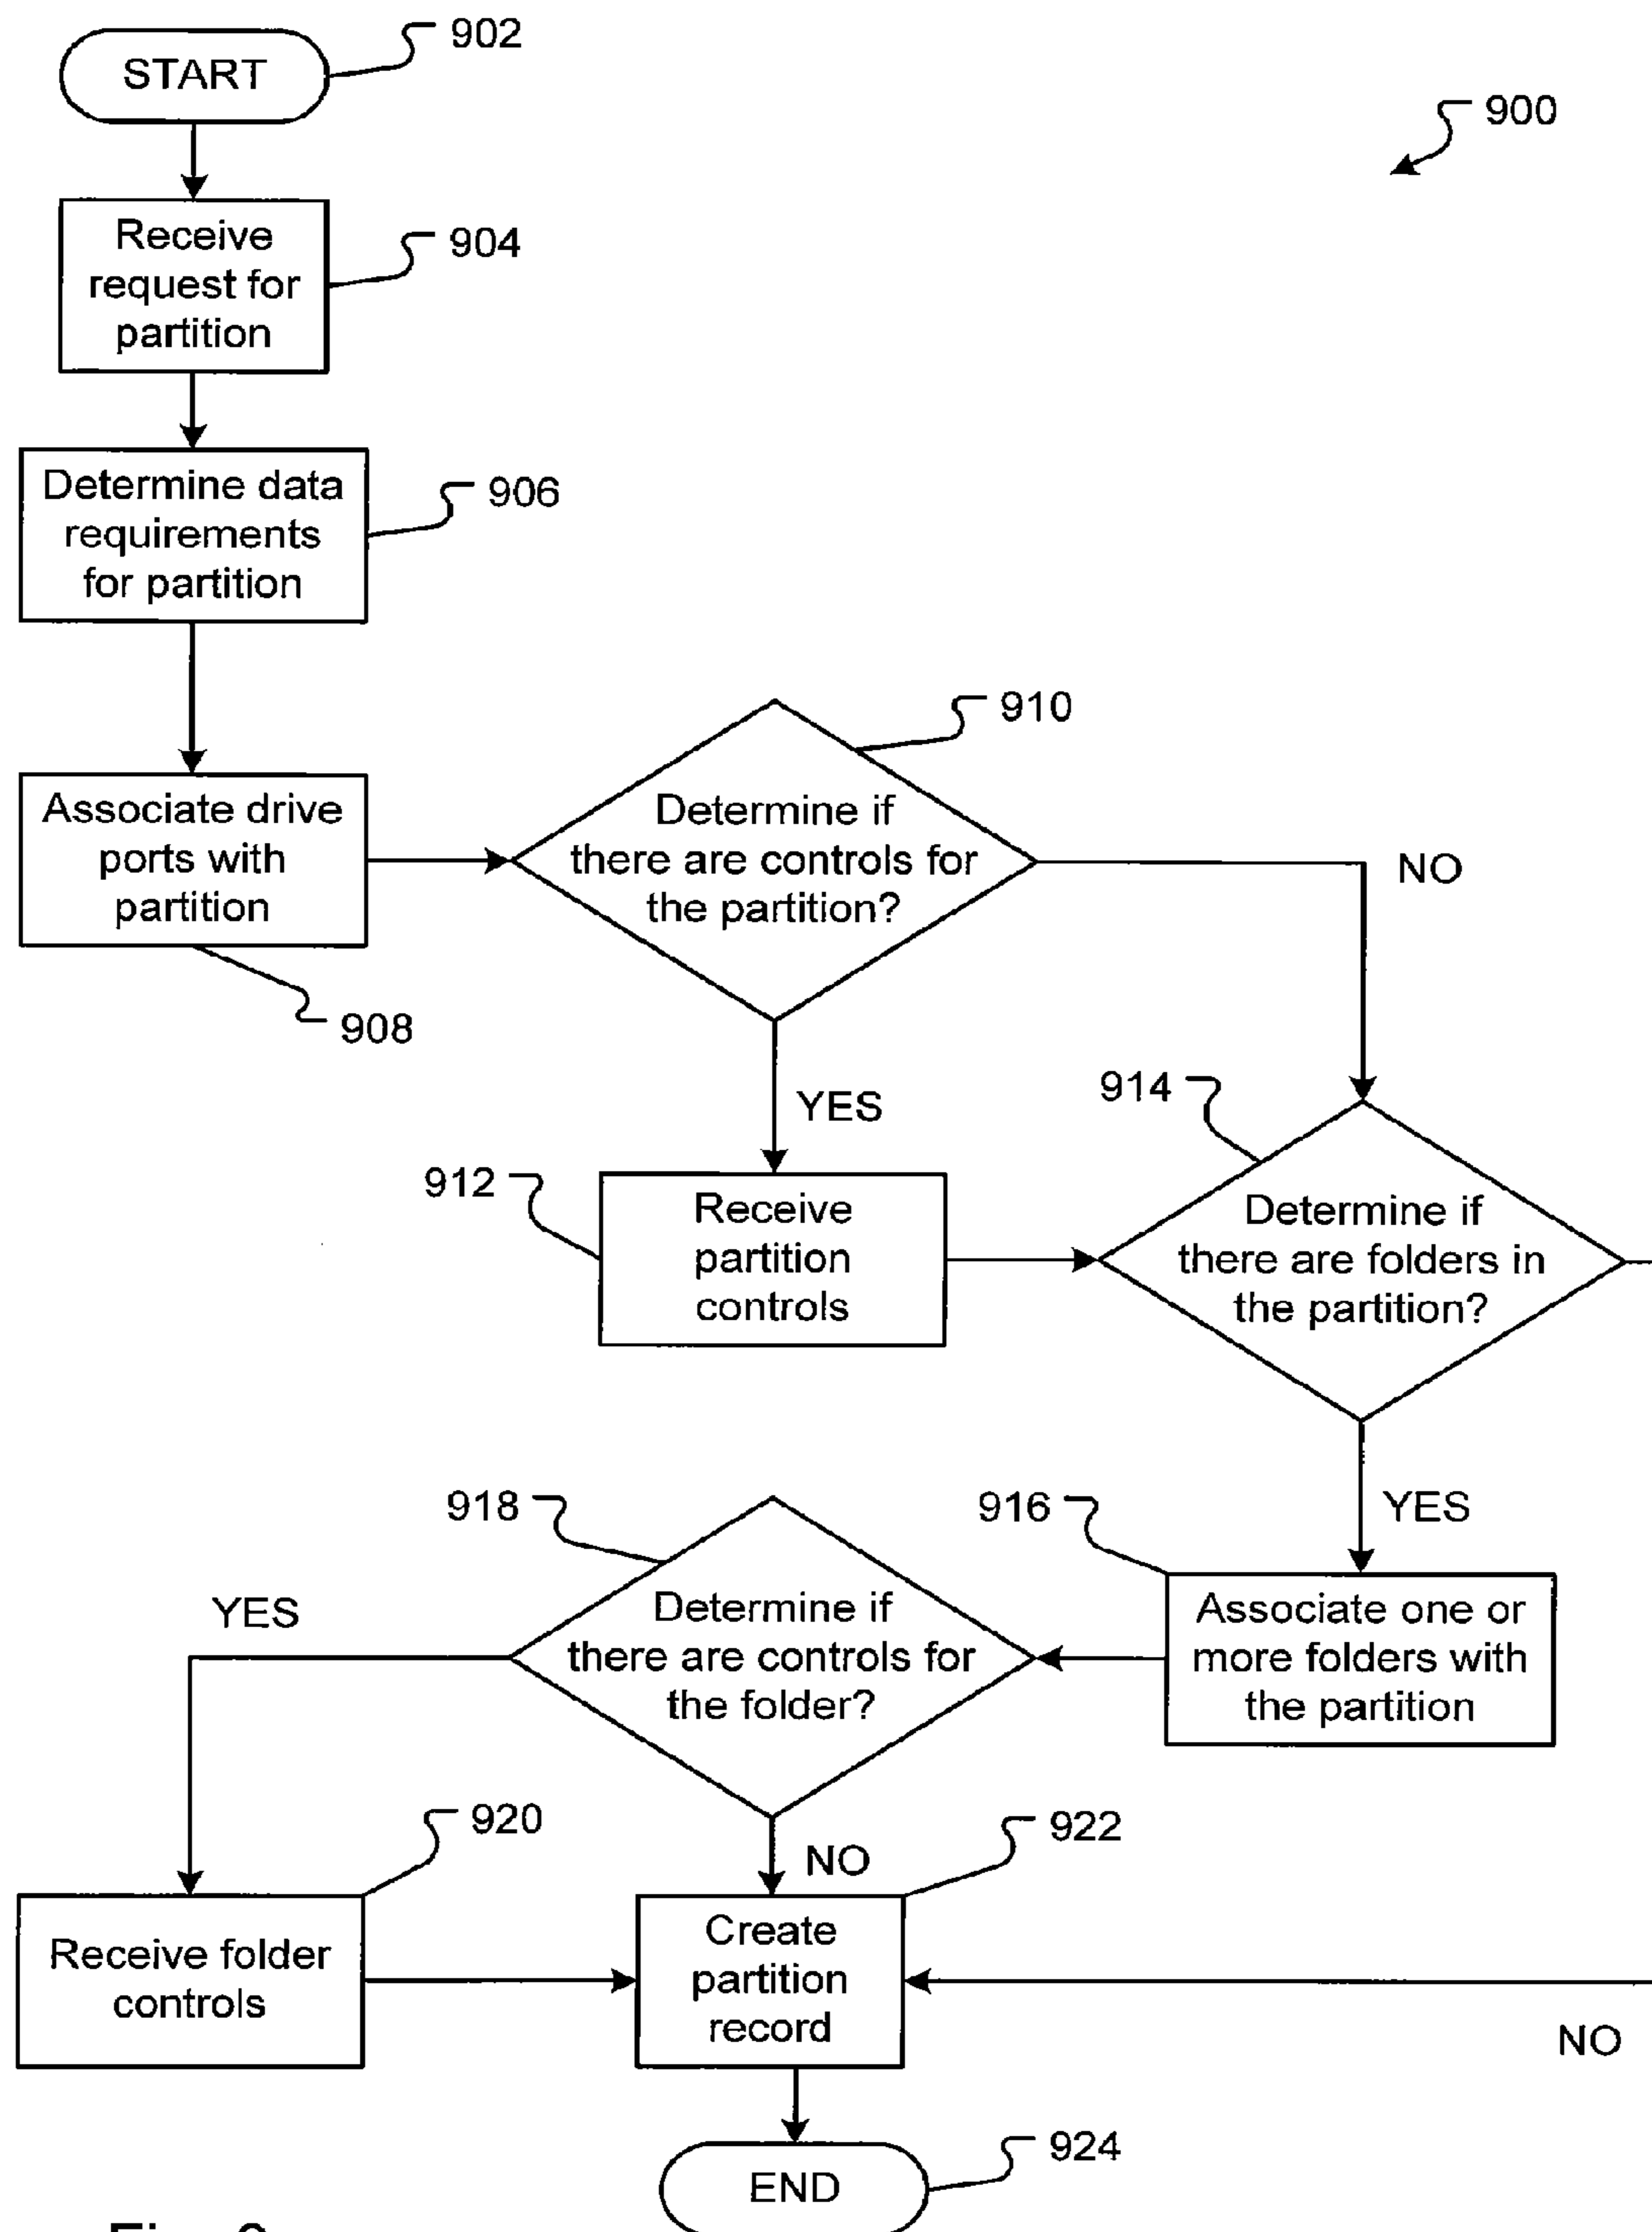 START
902
900
Receive
request for
partition
904
Determine data
requirements
for partition
906
Associate drive
ports with
partition
908
Determine if
there are controls for
the partition?
910
NO
YES
912
Receive
partition
controls
914
Determine if
there are folders in
the partition?
YES
916
Associate one or
more folders with
the partition
918
Determine if
there are controls for
the folder?
YES
920
Receive folder
controls
NO
922
Create
partition
record
NO
END
924